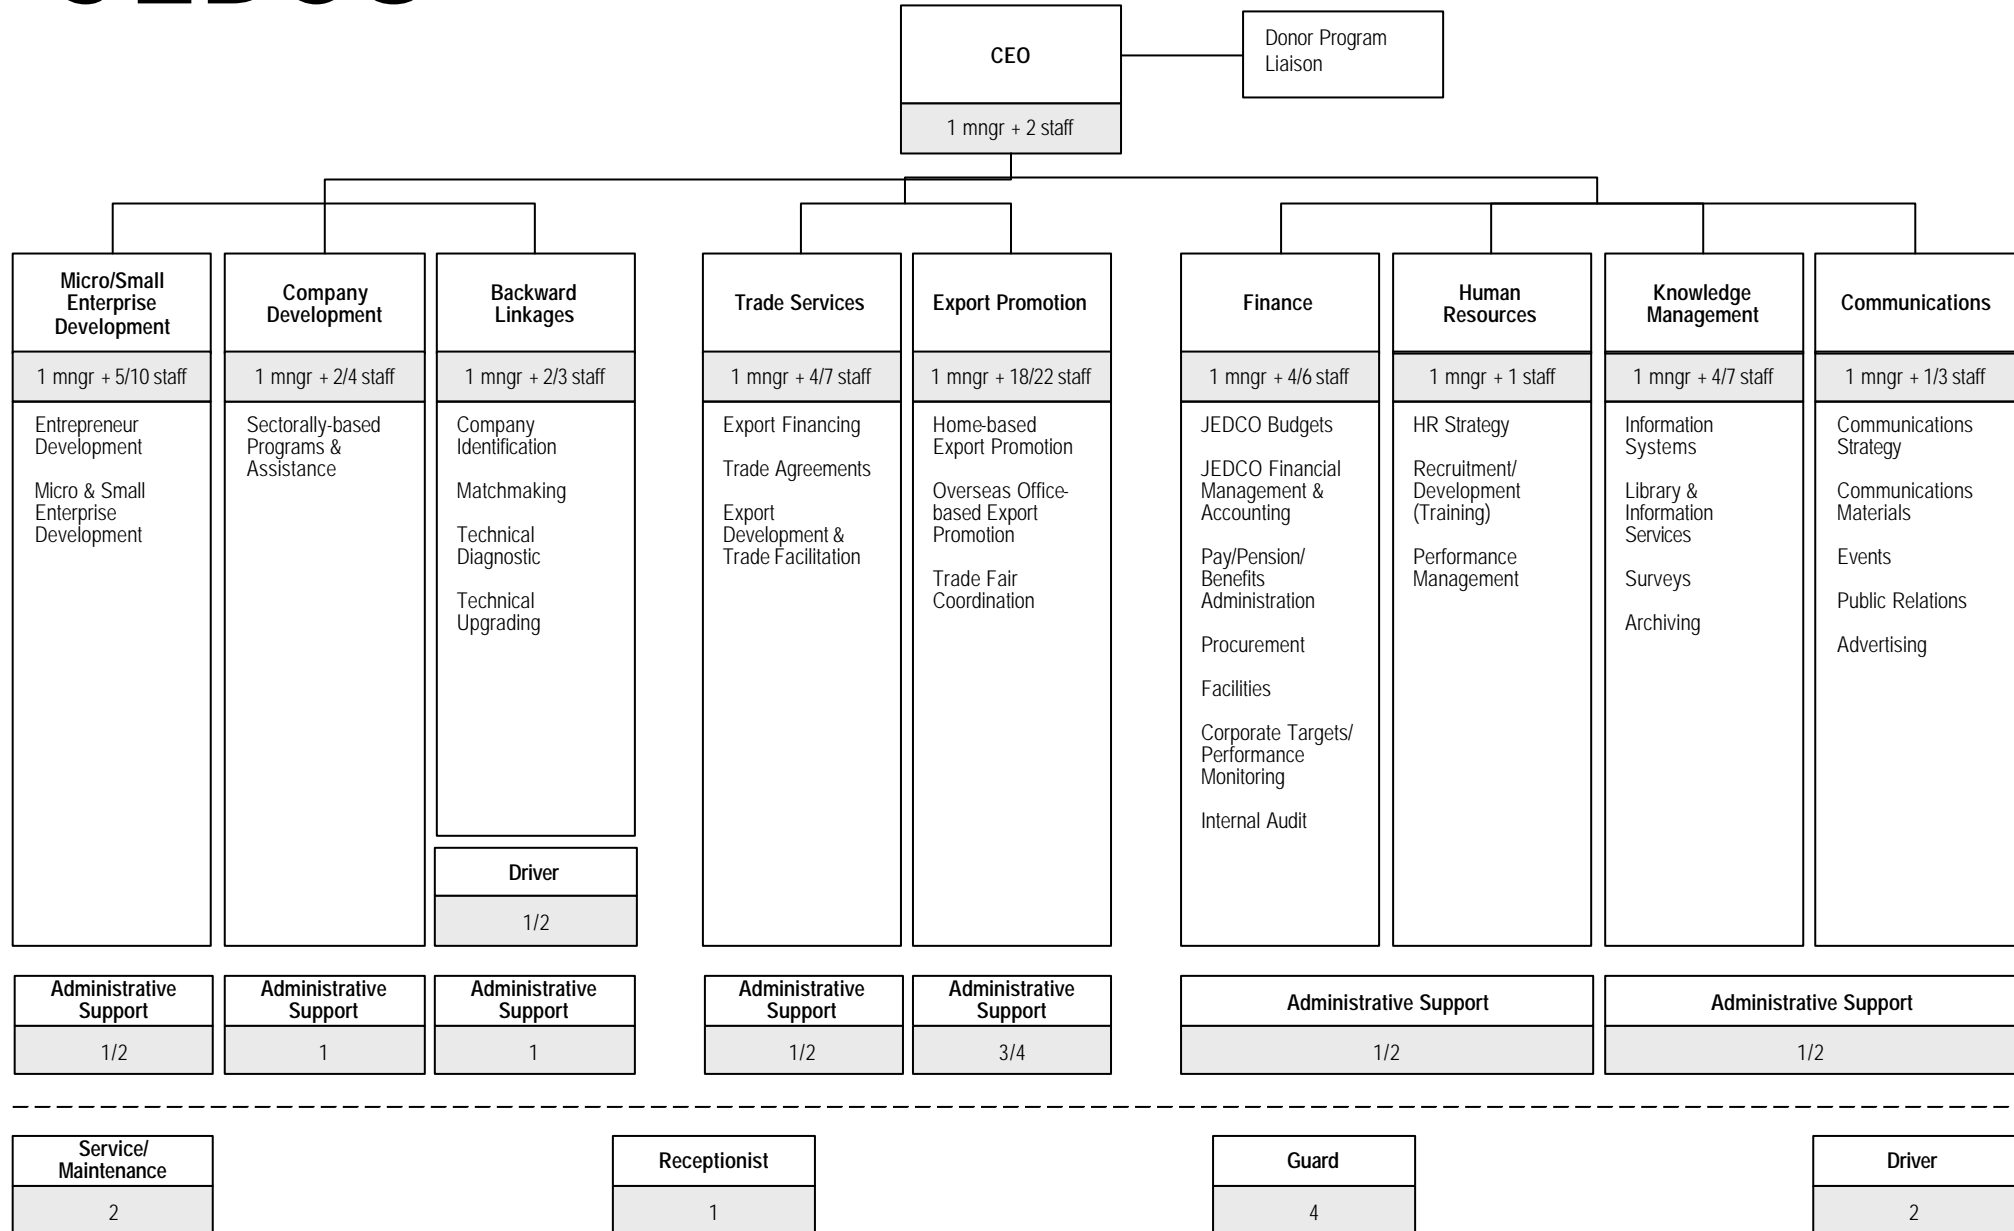 CEO
Donor Program
Liaison
1 mngr + 2 staff
Micro/Small
Enterprise
Development
1 mngr + 5/10 staff
Entrepreneur
Development
Micro & Small
Enterprise
Development
Company
Development
1 mngr + 2/4 staff
Sectorally-based
Programs &
Assistance
Backward
Linkages
1 mngr + 2/3 staff
Company
Identification
Matchmaking
Technical
Diagnostic
Technical
Upgrading
Driver
1/2
Trade Services
1 mngr + 4/7 staff
Export Financing
Trade Agreements
Export
Development &
Trade Facilitation
Export Promotion
1 mngr + 18/22 staff
Home-based
Export Promotion
Overseas Office-
based Export
Promotion
Trade Fair
Coordination
Finance
1 mngr + 4/6 staff
JEDCO Budgets
JEDCO Financial
Management &
Accounting
Pay/Pension/
Benefits
Administration
Procurement
Facilities
Corporate Targets/
Performance
Monitoring
Internal Audit
Human
Resources
1 mngr + 1 staff
HR Strategy
Recruitment/
Development
(Training)
Performance
Management
Knowledge
Management
1 mngr + 4/7 staff
Information
Systems
Library &
Information
Services
Surveys
Archiving
Communications
1 mngr + 1/3 staff
Communications
Strategy
Communications
Materials
Events
Public Relations
Advertising
Administrative
Support
1/2
Administrative
Support
1
Administrative
Support
1
Administrative
Support
1/2
Administrative
Support
3/4
Administrative Support
1/2
Administrative Support
1/2
Service/
Maintenance
2
Receptionist
1
Guard
4
Driver
2